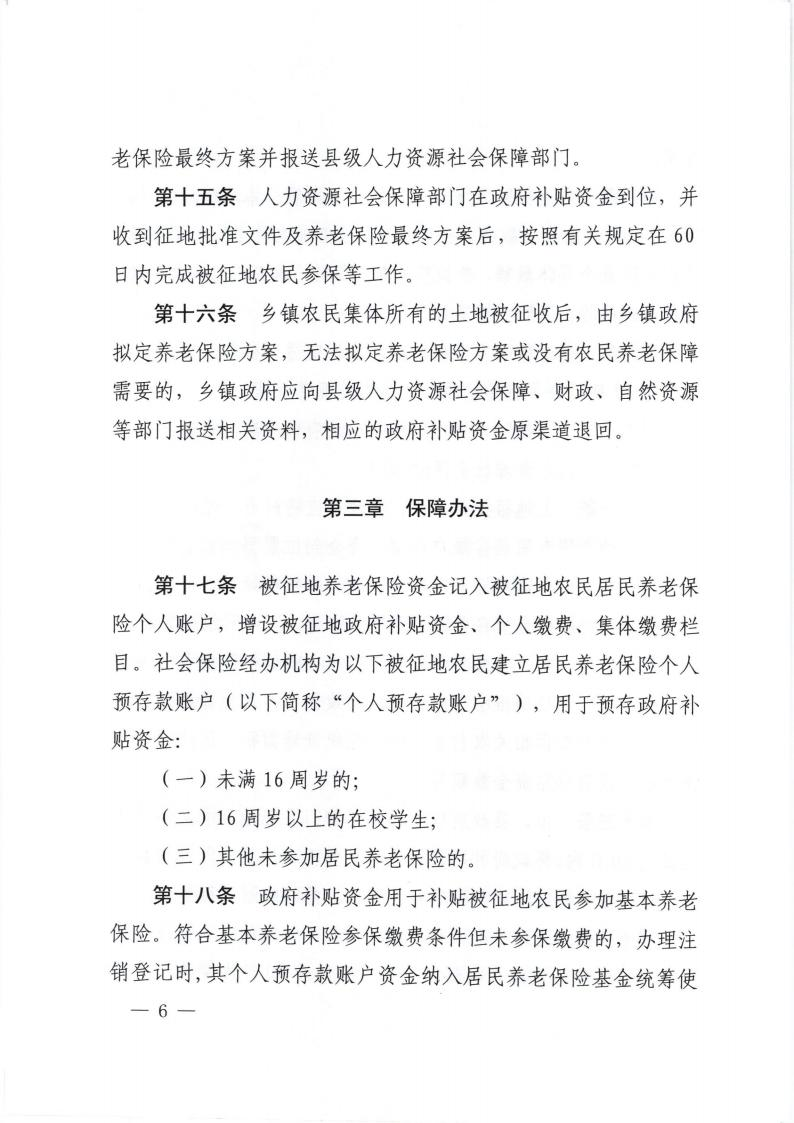 老保险最终方案并报送县级人力资源社会保障部门。
第十五条 人力资源社会保障部门在政府补贴资金到位，并
收到征地批准文件及养老保险最终方案后，按照有关规定在 60
日内完成被征地农民参保等工作。
第十六条 乡镇农民集体所有的土地被征收后，由乡镇政府
拟定养老保险方案，无法拟定养老保险方案或没有农民养老保障
需要的，乡镇政府应向县级人力资源社会保障、财政、自然资源
等部门报送相关资料，相应的政府补贴资金原渠道退回。
第三章 保障办法
第十七条 被征地养老保险资金记入被征地农民居民养老保
险个人账户，增设被征地政府补贴资金、个人缴费、集体缴费栏
目。社会保险经办机构为以下被征地农民建立居民养老保险个人
预存款账户（以下简称“个人预存款账户”），用于预存政府补
贴资金：
（一）未满 16 周岁的；
（二）16 周岁以上的在校学生；
（三）其他未参加居民养老保险的。
第十八条 政府补贴资金用于补贴被征地农民参加基本养老
保险。符合基本养老保险参保缴费条件但未参保缴费的，办理注
销登记时，其个人预存款账户资金纳入居民养老保险基金统筹使
— 6 —